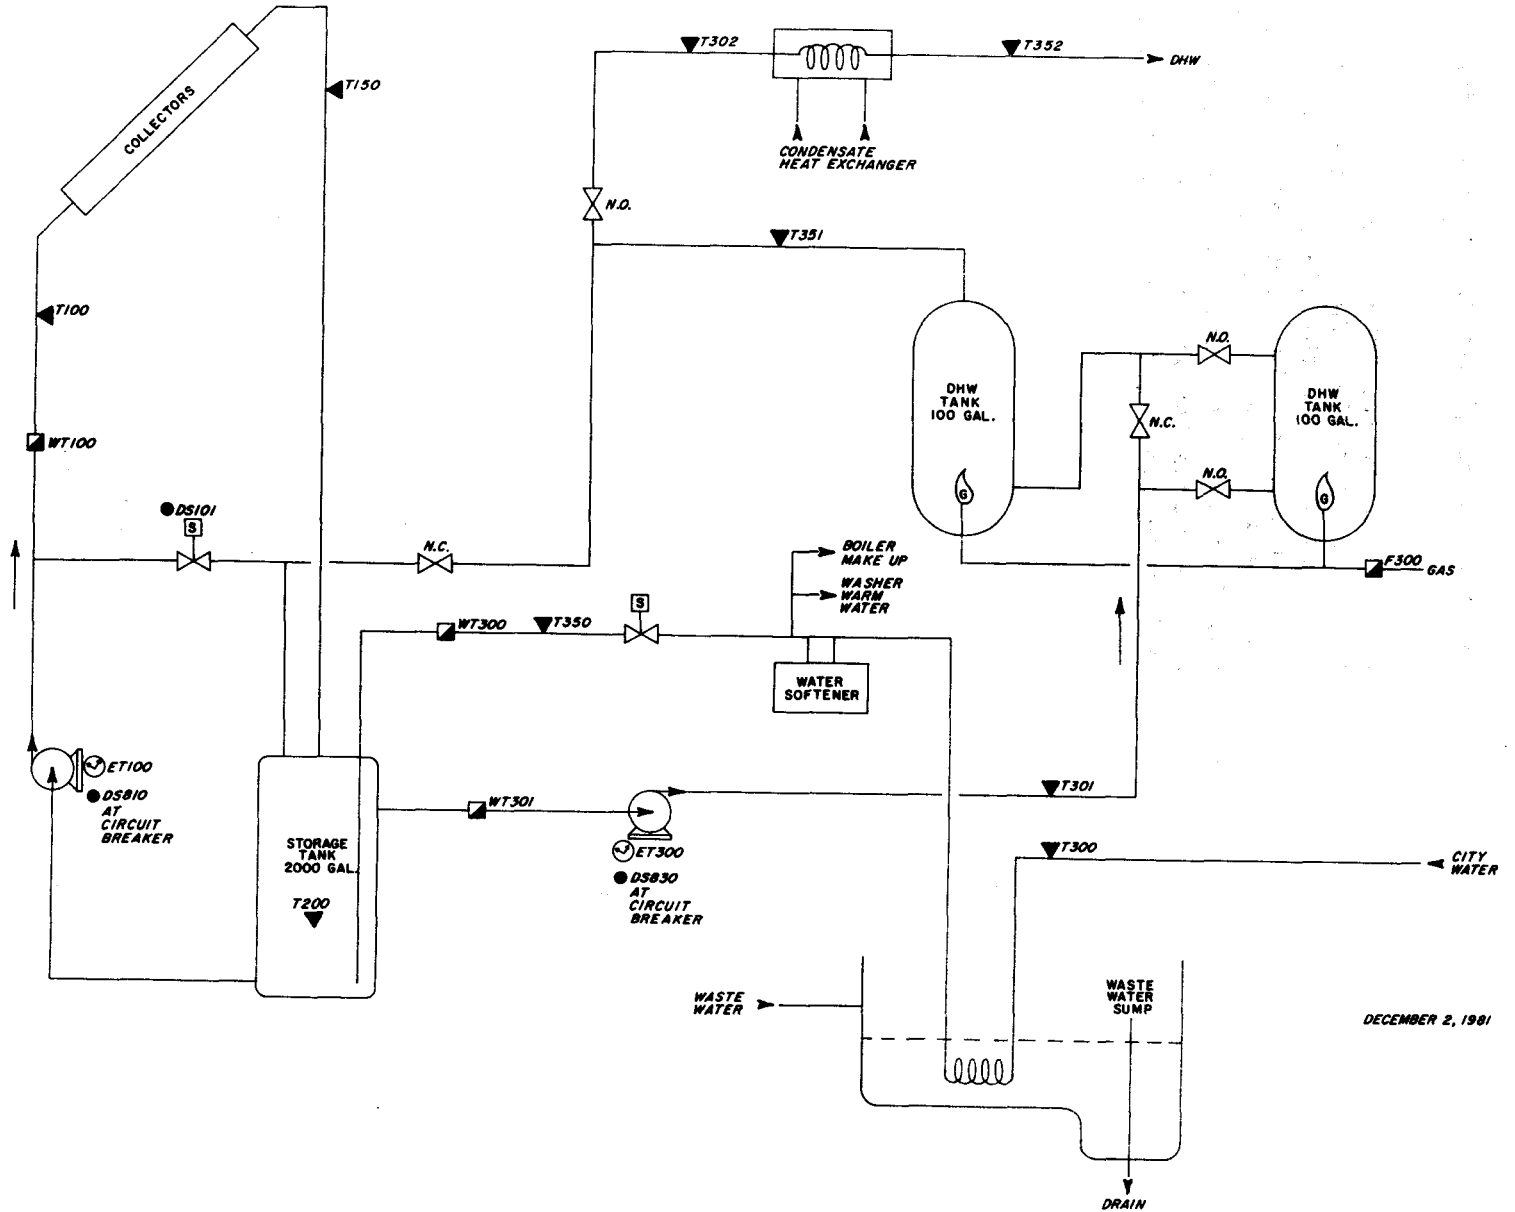 T302
T352
DHW
T150
COLLECTORS
CONDENSATE
HEAT EXCHANGER
N.O.
T351
T100
N.O.
DHW
TANK
100 GAL.
DHW
TANK
100 GAL.
N.C.
WT100
N.O.
G
G
DS101
S
N.C.
BOILER
MAKE UP
F300
GAS
WASHER
WARM
WATER
S
WT300
T350
WATER
SOFTENER
ET100
DS810
AT
CIRCUIT
BREAKER
WT301
T301
STORAGE
TANK
2000 GAL.
ET300
T300
CITY
WATER
DS830
AT
CIRCUIT
BREAKER
T200
WASTE
WATER
WASTE
WATER
SUMP
DECEMBER 2, 1981
DRAIN